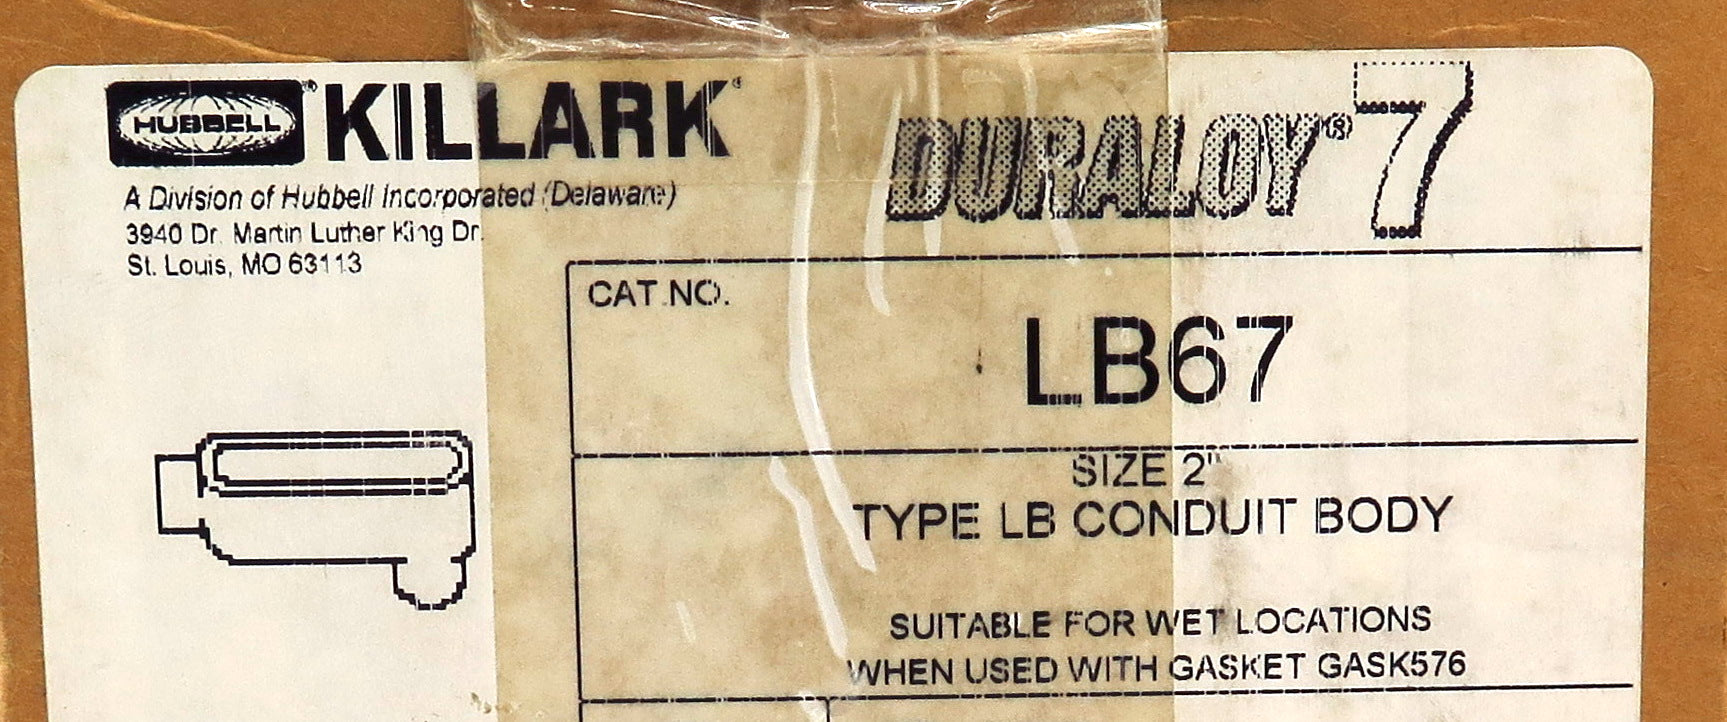 HUBBELL® KILLARK®
A Division of Hubbell Incorporated (Delaware)
3940 Dr. Martin Luther King Dr.
St. Louis, MO 63113
DURALOY® 7
CAT.NO.
LB67
SIZE 2"
TYPE LB CONDUIT BODY
SUITABLE FOR WET LOCATIONS
WHEN USED WITH GASKET GASK576